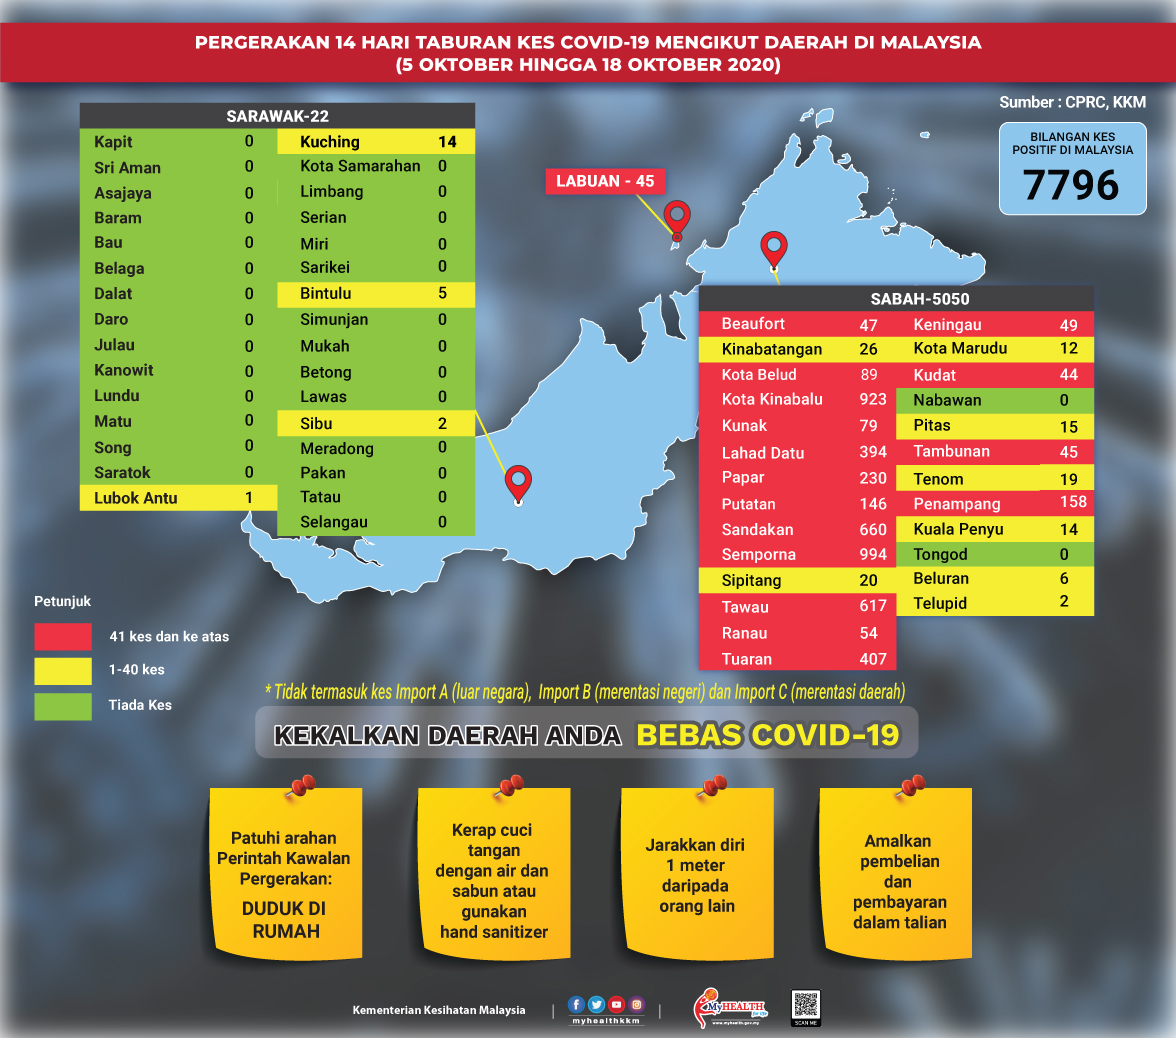 PERGERAKAN 14 HARI TABURAN KES COVID-19 MENGIKUT DAERAH DI MALAYSIA
(5 OKTOBER HINGGA 18 OKTOBER 2020)
Sumber : CPRC, KKM
BILANGAN KES
POSITIF DI MALAYSIA
7796
SARAWAK-22
Kapit 0 Kuching 14
Sri Aman 0 Kota Samarahan 0
Asajaya 0 Limbang 0
Baram 0 Serian 0
Bau 0 Miri 0
Belaga 0 Sarikei 0
Dalat 0 Bintulu 5
Daro 0 Simunjan 0
Julau 0 Mukah 0
Kanowit 0 Betong 0
Lundu 0 Lawas 0
Matu 0 Sibu 2
Song 0 Meradong 0
Saratok 0 Pakan 0
Lubok Antu 1 Tatau 0
Selangau 0
LABUAN - 45
SABAH-5050
Beaufort 47 Keningau 49
Kinabatangan 26 Kota Marudu 12
Kota Belud 89 Kudat 44
Kota Kinabalu 923 Nabawan 0
Kunak 79 Pitas 15
Lahad Datu 394 Tambunan 45
Papar 230 Tenom 19
Putatan 146 Penampang 158
Sandakan 660 Kuala Penyu 14
Semporna 994 Tongod 0
Sipitang 20 Beluran 6
Tawau 617 Telupid 2
Ranau 54
Tuaran 407
Petunjuk
41 kes dan ke atas
1-40 kes
Tiada Kes
* Tidak termasuk kes Import A (luar negara), Import B (merentasi negeri) dan Import C (merentasi daerah)
KEKALKAN DAERAH ANDA BEBAS COVID-19
Patuhi arahan
Perintah Kawalan
Pergerakan:
DUDUK DI
RUMAH
Kerap cuci
tangan
dengan air dan
sabun atau
gunakan
hand sanitizer
Jarakkan diri
1 meter
daripada
orang lain
Amalkan
pembelian
dan
pembayaran
dalam talian
Kementerian Kesihatan Malaysia
myhealthkkm
MyHEALTH
for life
www.myhealth.gov.my
SCAN ME